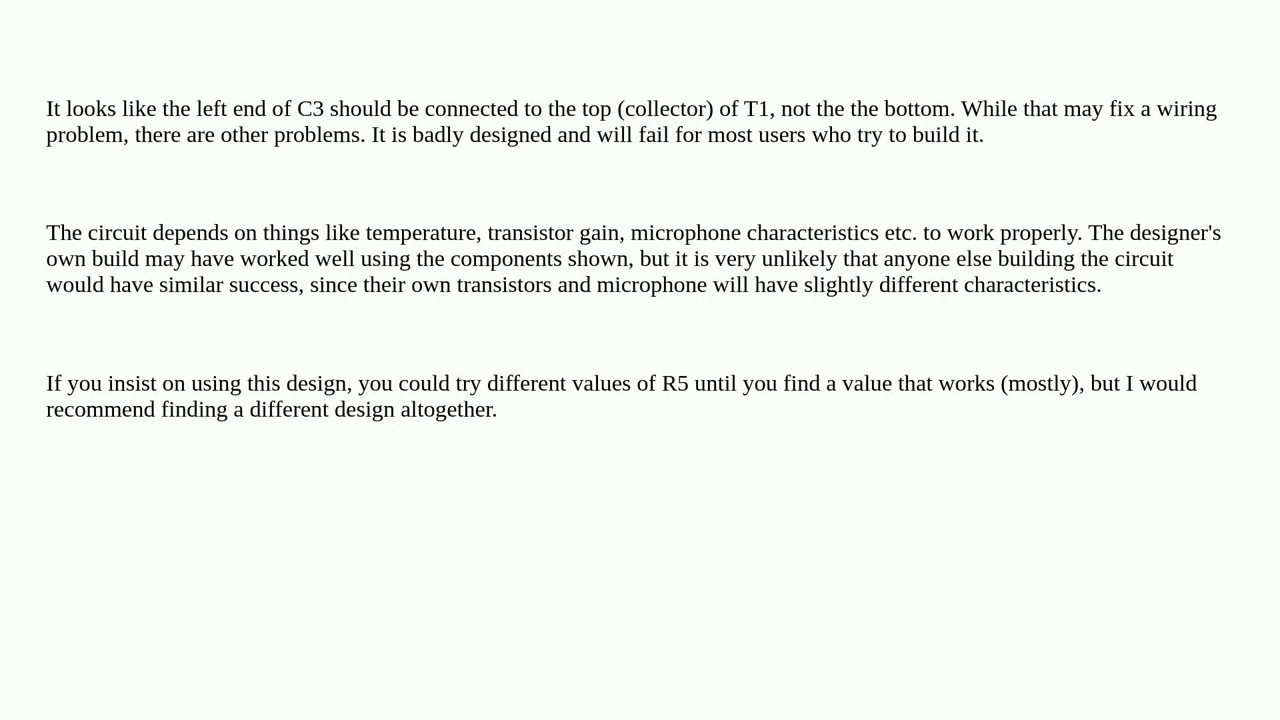 It looks like the left end of C3 should be connected to the top (collector) of T1, not the the bottom. While that may fix a wiring
problem, there are other problems. It is badly designed and will fail for most users who try to build it.
The circuit depends on things like temperature, transistor gain, microphone characteristics etc. to work properly. The designer's
own build may have worked well using the components shown, but it is very unlikely that anyone else building the circuit
would have similar success, since their own transistors and microphone will have slightly different characteristics.
If you insist on using this design, you could try different values of R5 until you find a value that works (mostly), but I would
recommend finding a different design altogether.